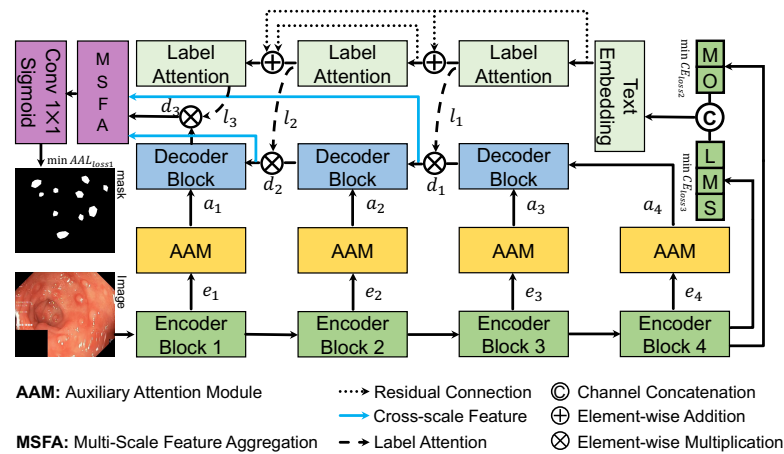 Label
Attention
Label
Attention
Label
Attention
Text
Embedding
M
O
min CE_loss2
C
L
M
S
min CE_loss3
Conv 1×1
Sigmoid
M
S
F
A
d_3
l_3
l_2
l_1
min AAL_loss1
mask
Decoder
Block
d_2
Decoder
Block
d_1
Decoder
Block
a_1
a_2
a_3
a_4
AAM
AAM
AAM
AAM
Image
e_1
e_2
e_3
e_4
Encoder
Block 1
Encoder
Block 2
Encoder
Block 3
Encoder
Block 4
AAM: Auxiliary Attention Module
Residual Connection
C Channel Concatenation
Cross-scale Feature
Element-wise Addition
MSFA: Multi-Scale Feature Aggregation
Label Attention
Element-wise Multiplication